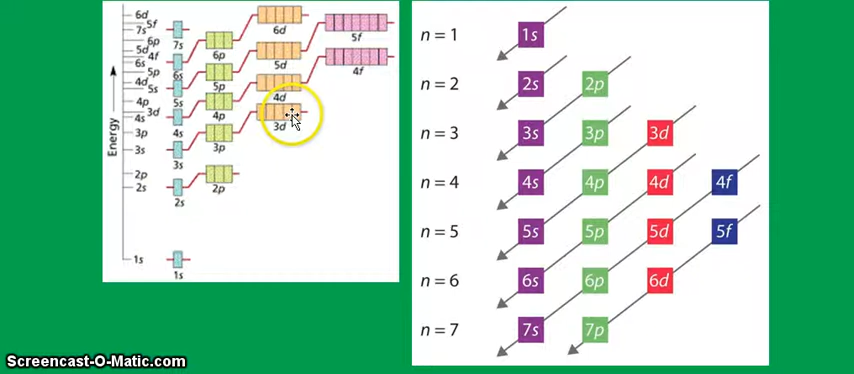 6d
5f
7s
6p
5d
4f
6s
5p
4d
5s
4p
3d
4s
3p
3s
2p
2s
1s
Energy
6d
5f
7s
6p
5d
4f
6s
5p
4d
5s
4p
3d
4s
3p
3s
2p
2s
1s
n = 1 1s
n = 2 2s 2p
n = 3 3s 3p 3d
n = 4 4s 4p 4d 4f
n = 5 5s 5p 5d 5f
n = 6 6s 6p 6d
n = 7 7s 7p
Screencast-O-Matic.com